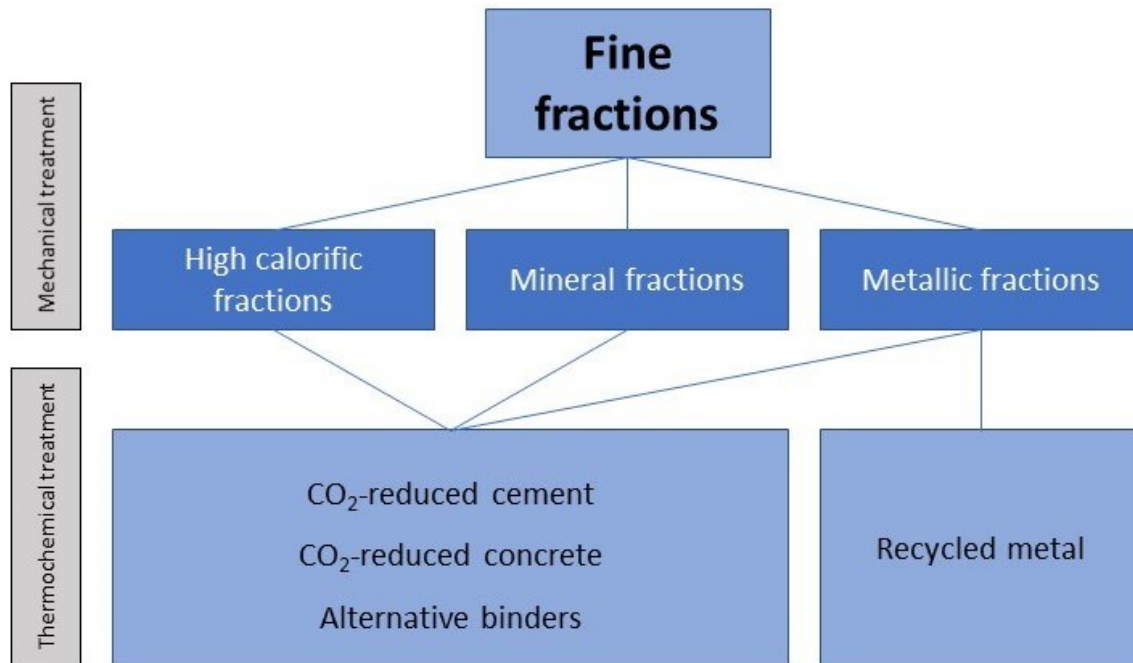 Fine
fractions
Mechanical treatment
High calorific
fractions
Mineral fractions
Metallic fractions
Thermochemical treatment
CO₂-reduced cement
CO₂-reduced concrete
Alternative binders
Recycled metal